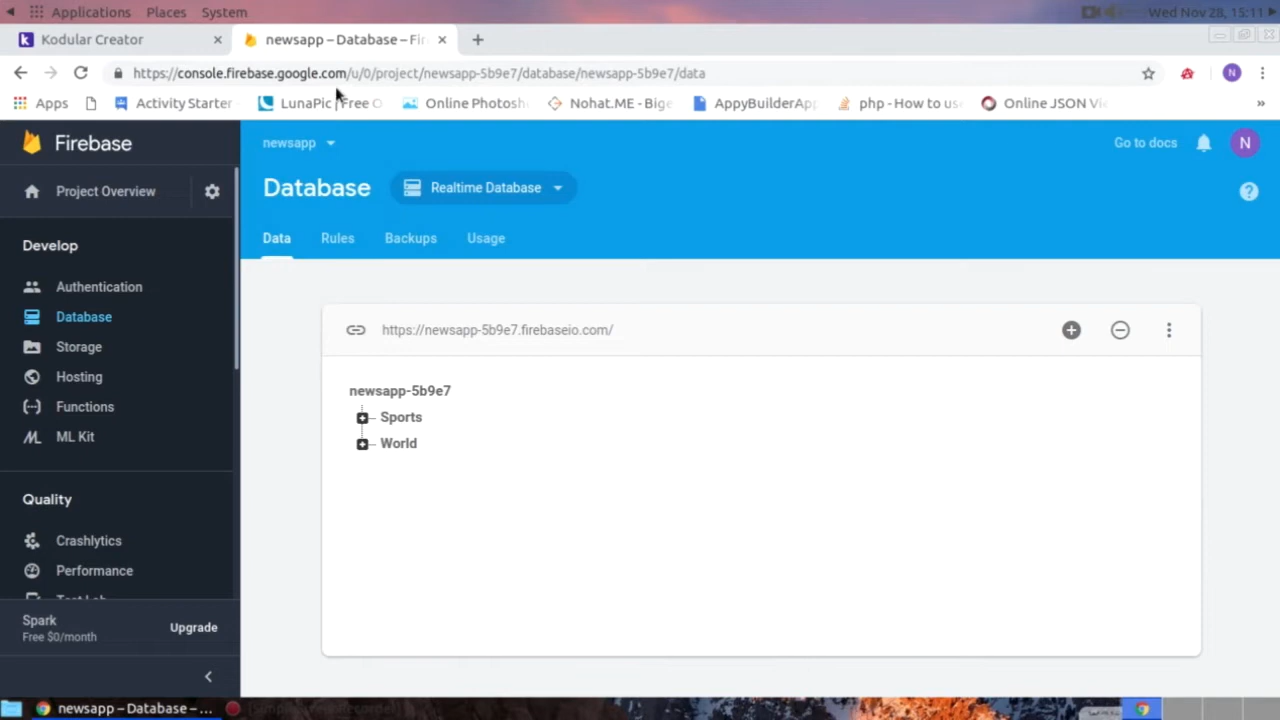 Applications Places System Wed Nov 28, 15:11
Kodular Creator newsapp – Database – Fir
https://console.firebase.google.com/u/0/project/newsapp-5b9e7/database/newsapp-5b9e7/data N
Apps Activity Starter LunaPic | Free O Online Photosh Nohat.ME - Bige AppyBuilderApp php - How to us Online JSON Vie »
Firebase newsapp Go to docs N
Project Overview Database Realtime Database
Develop Data Rules Backups Usage
Authentication
Database
https://newsapp-5b9e7.firebaseio.com/
Storage
Hosting
newsapp-5b9e7
Functions
Sports
ML Kit
World
Quality
Crashlytics
Performance
Test Lab
Spark
Free $0/month Upgrade
newsapp – Database – ...